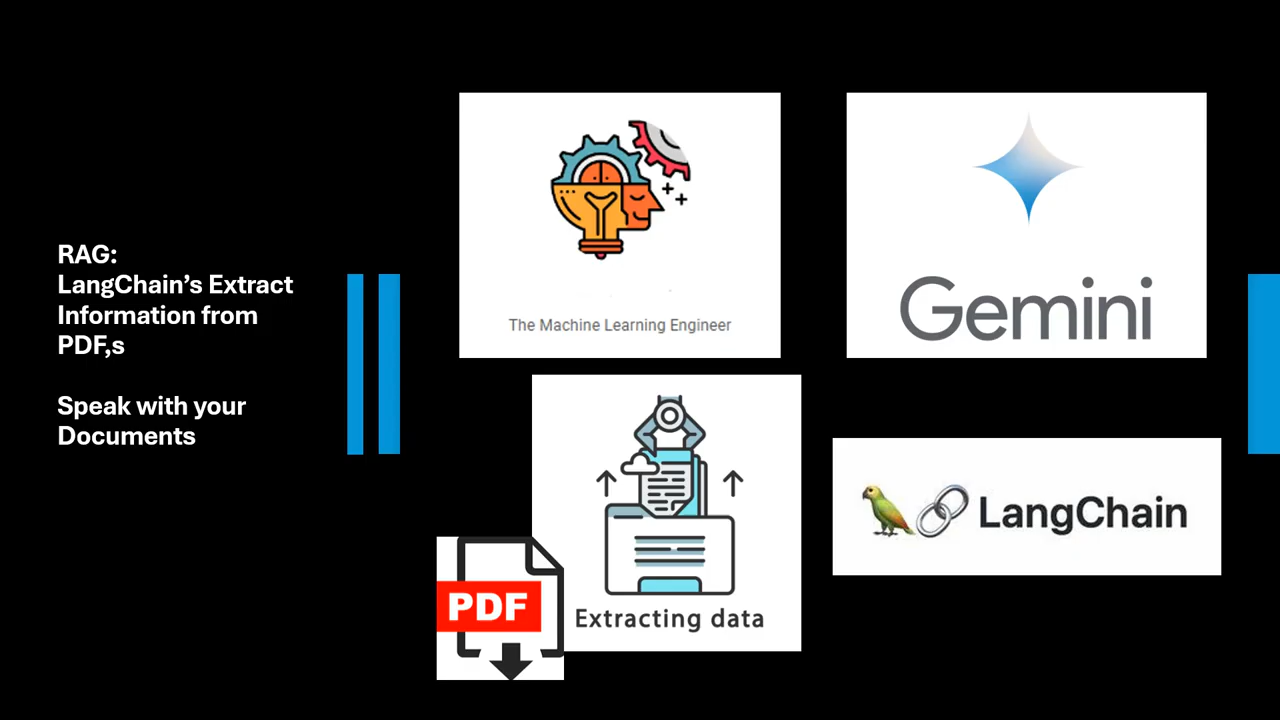 RAG:
LangChain’s Extract
Information from
PDF,s
Speak with your
Documents
The Machine Learning Engineer
Gemini
Extracting data
PDF
LangChain